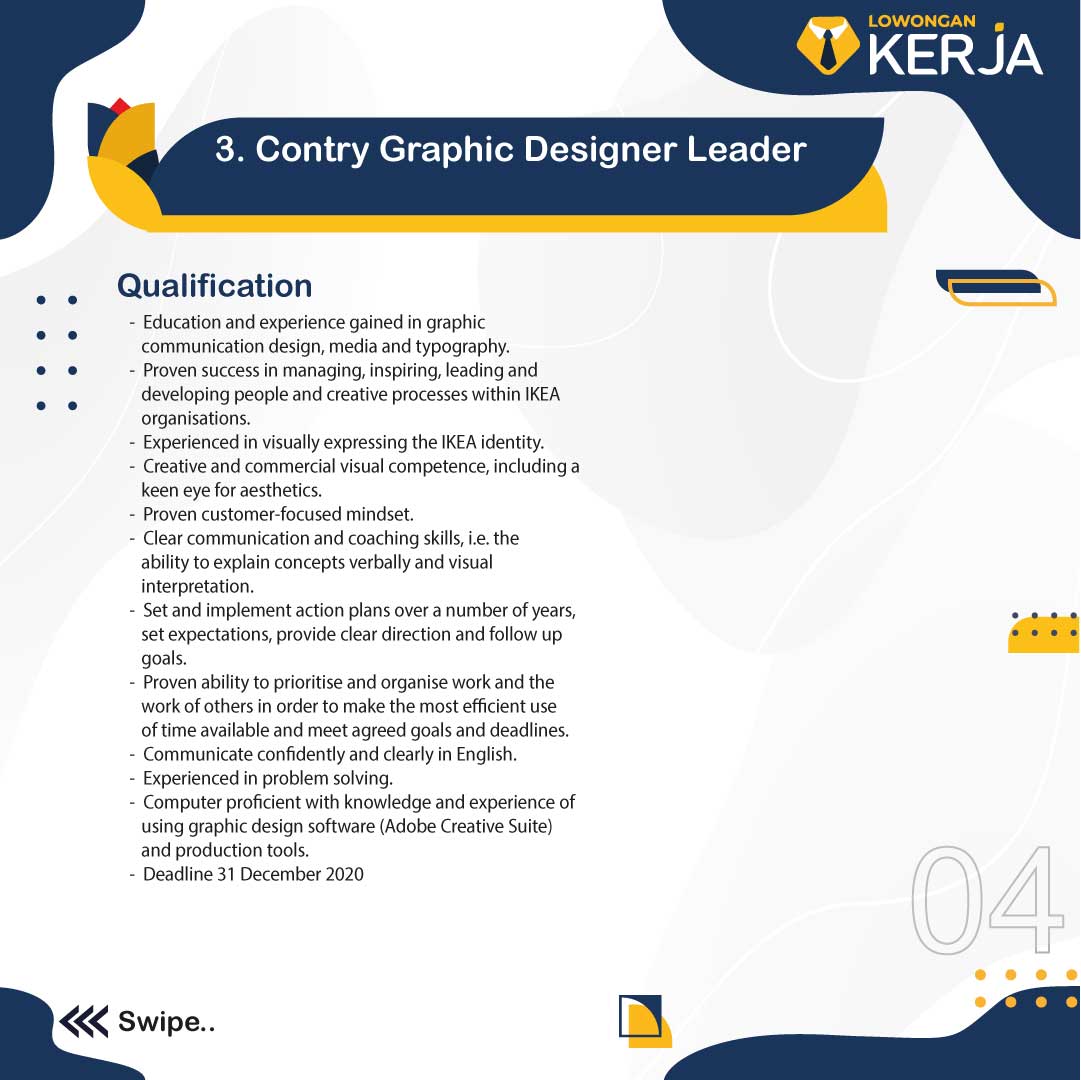 LOWONGAN
KERJA
3. Contry Graphic Designer Leader
Qualification
- Education and experience gained in graphic
communication design, media and typography.
- Proven success in managing, inspiring, leading and
developing people and creative processes within IKEA
organisations.
- Experienced in visually expressing the IKEA identity.
- Creative and commercial visual competence, including a
keen eye for aesthetics.
- Proven customer-focused mindset.
- Clear communication and coaching skills, i.e. the
ability to explain concepts verbally and visual
interpretation.
- Set and implement action plans over a number of years,
set expectations, provide clear direction and follow up
goals.
- Proven ability to prioritise and organise work and the
work of others in order to make the most efficient use
of time available and meet agreed goals and deadlines.
- Communicate confidently and clearly in English.
- Experienced in problem solving.
- Computer proficient with knowledge and experience of
using graphic design software (Adobe Creative Suite)
and production tools.
- Deadline 31 December 2020
04
Swipe..